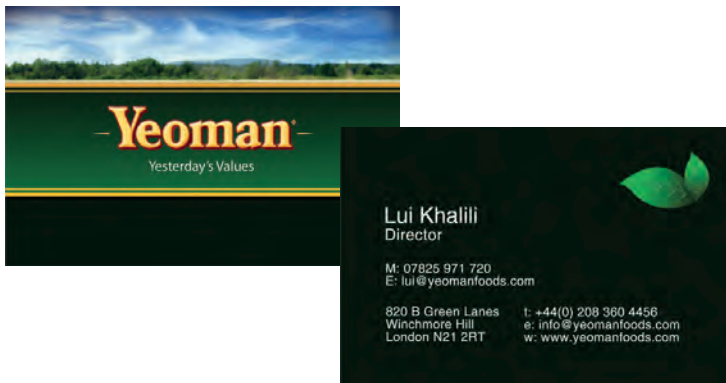 Yeoman
Yesterday's Values
Lui Khalili
Director
M: 07825 971 720
E: lui@yeomanfoods.com
820 B Green Lanes
Winchmore Hill
London N21 2RT
t: +44(0) 208 360 4456
e: info@yeomanfoods.com
w: www.yeomanfoods.com